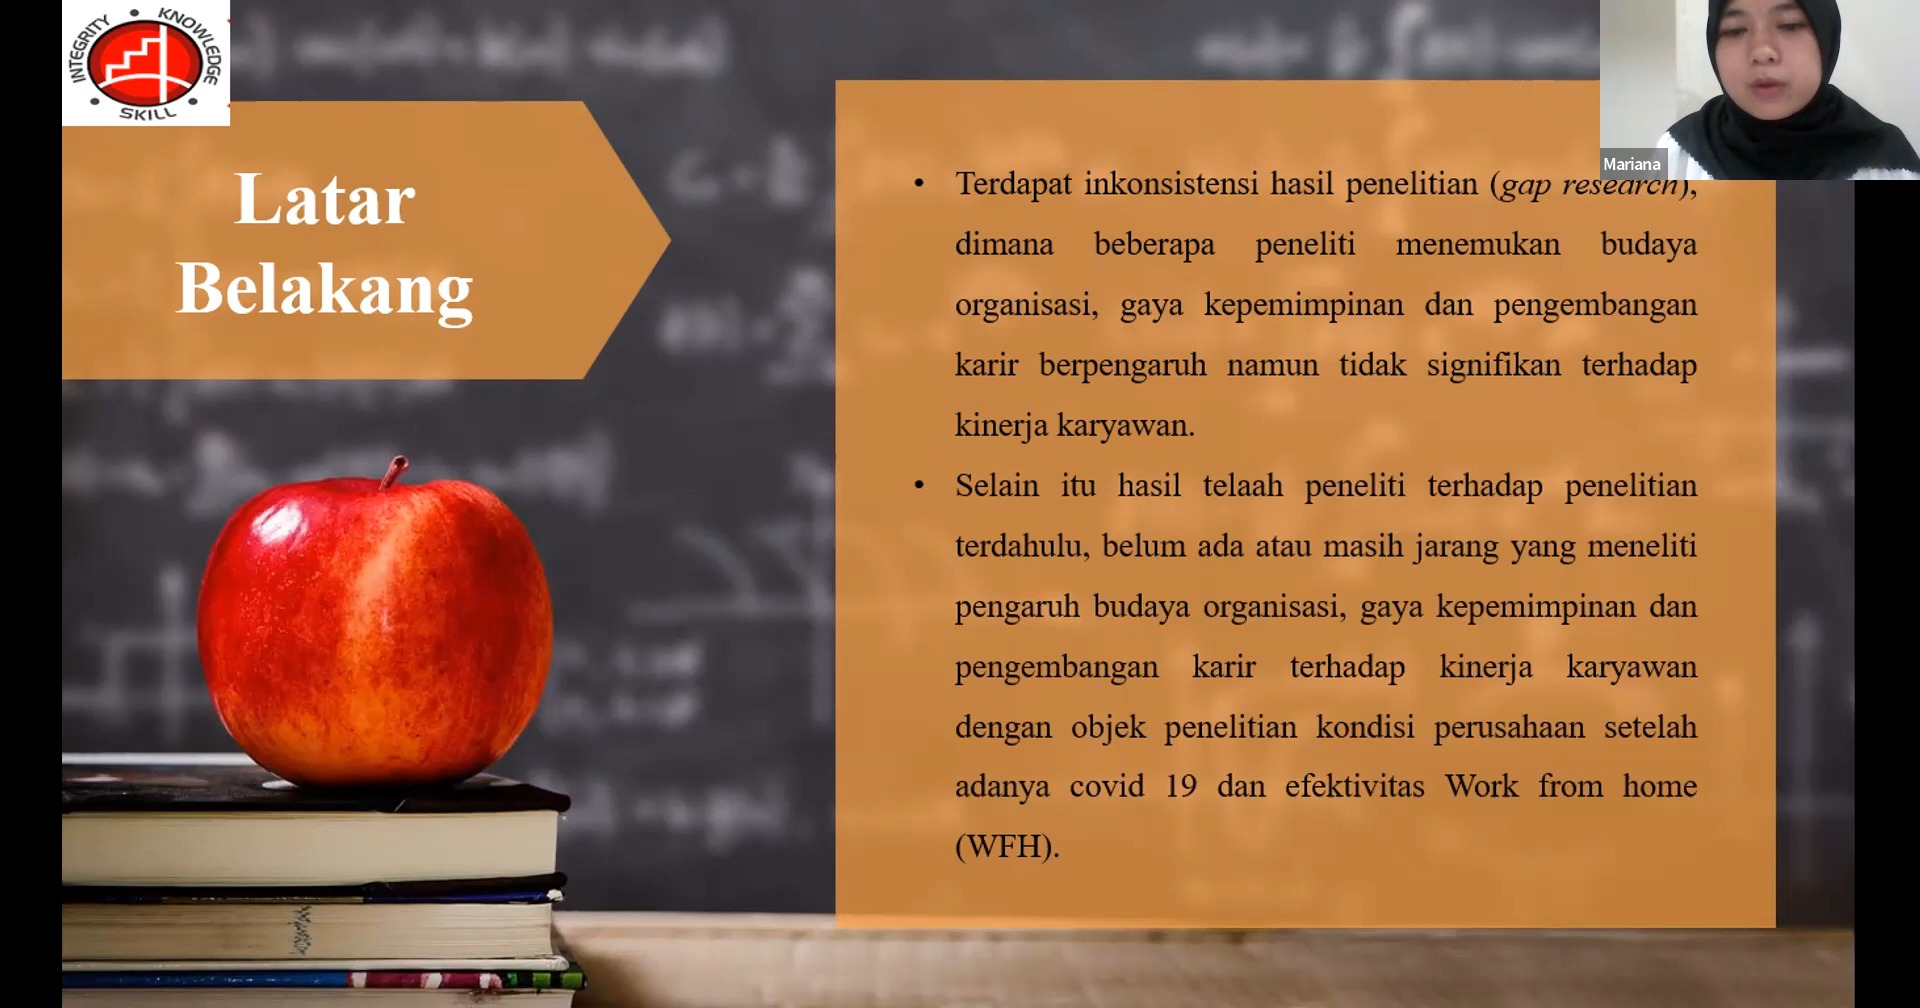 INTEGRITY • KNOWLEDGE • SKILL •
Latar
Belakang
Mariana
• Terdapat inkonsistensi hasil penelitian (gap research),
dimana beberapa peneliti menemukan budaya
organisasi, gaya kepemimpinan dan pengembangan
karir berpengaruh namun tidak signifikan terhadap
kinerja karyawan.
• Selain itu hasil telaah peneliti terhadap penelitian
terdahulu, belum ada atau masih jarang yang meneliti
pengaruh budaya organisasi, gaya kepemimpinan dan
pengembangan karir terhadap kinerja karyawan
dengan objek penelitian kondisi perusahaan setelah
adanya covid 19 dan efektivitas Work from home
(WFH).